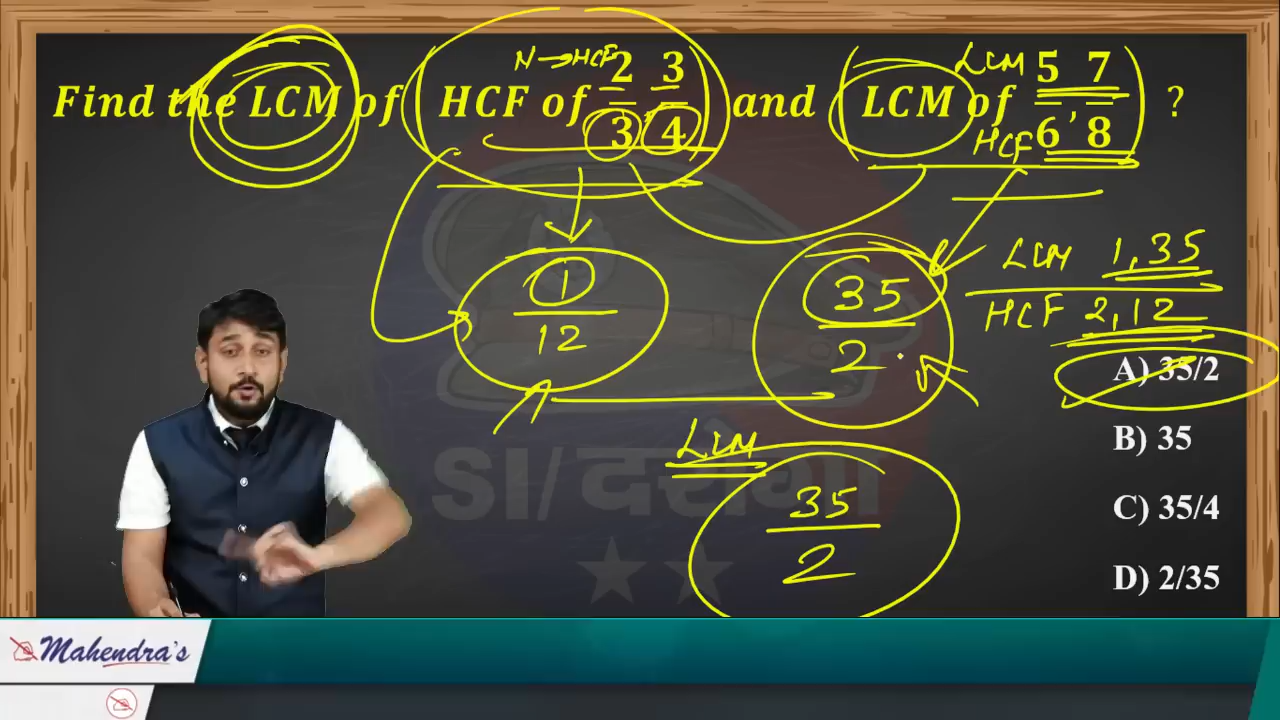 N → HCF
LCM
Find the LCM of ( HCF of 2/3, 3/4 ) and ( LCM of 5/6, 7/8 ) ?
HCF
1/12
35/2
LCM 1,35
HCF 2,12
A) 35/2
LCM
B) 35
35/2
C) 35/4
D) 2/35
SI/दरोगा
Mahendra's